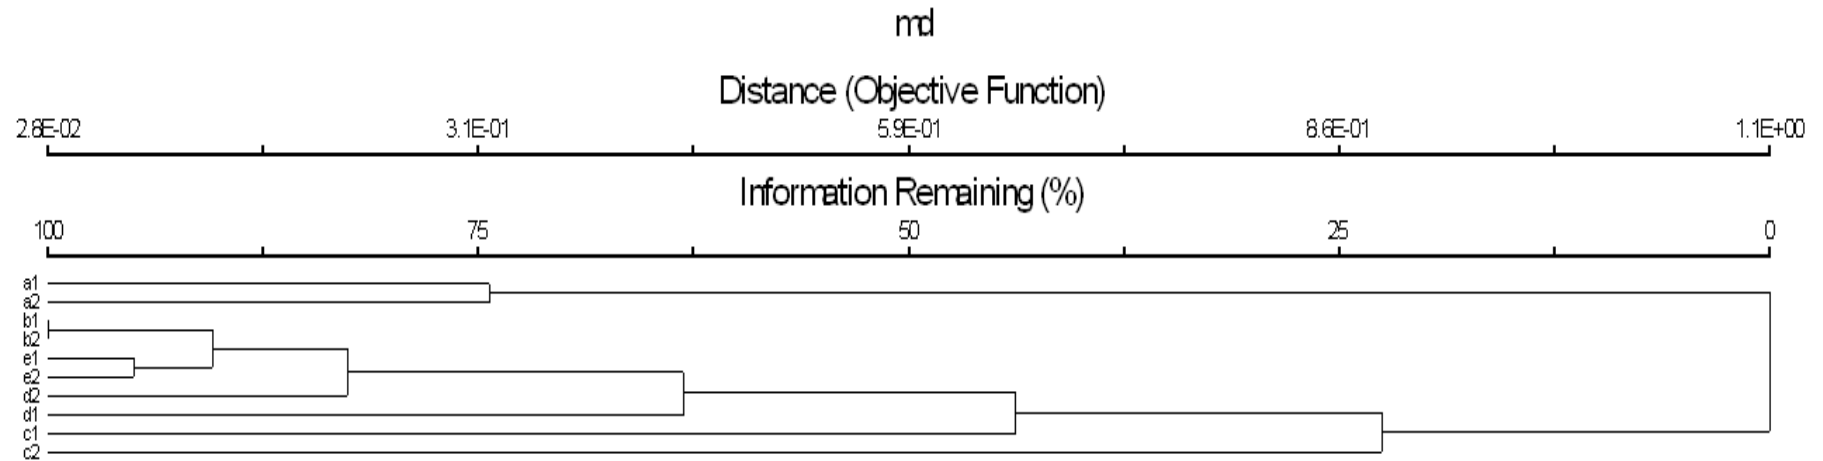 md
Distance (Objective Function)
2.8E-02 3.1E-01 5.9E-01 8.6E-01 1.1E+00
Information Remaining (%)
100 75 50 25 0
a1
a2
b1
b2
e1
e2
d2
d1
c1
c2